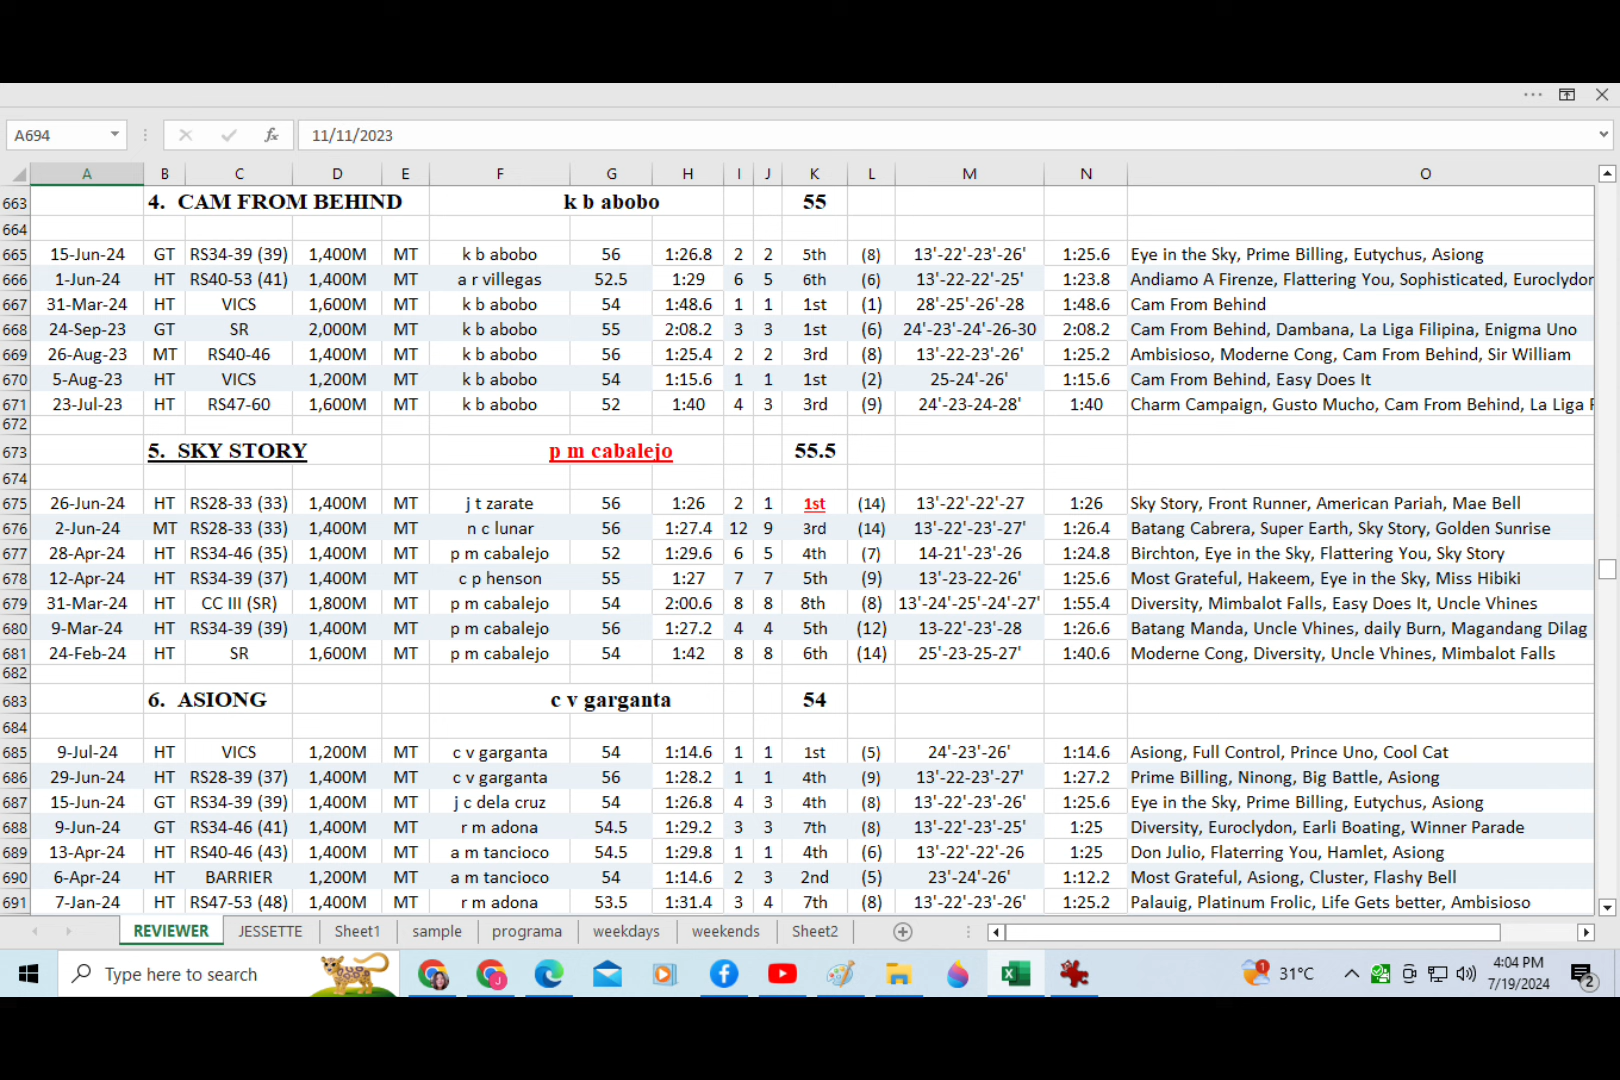 A694 fx 11/11/2023
A B C D E F G H I J K L M N O
663 4. CAM FROM BEHIND k b abobo 55
664
665 15-Jun-24 GT RS34-39 (39) 1,400M MT k b abobo 56 1:26.8 2 2 5th (8) 13'-22'-23'-26' 1:25.6 Eye in the Sky, Prime Billing, Eutychus, Asiong
666 1-Jun-24 HT RS40-53 (41) 1,400M MT a r villegas 52.5 1:29 6 5 6th (6) 13'-22-22'-25' 1:23.8 Andiamo A Firenze, Flattering You, Sophisticated, Euroclydor
667 31-Mar-24 HT VICS 1,600M MT k b abobo 54 1:48.6 1 1 1st (1) 28'-25'-26'-28 1:48.6 Cam From Behind
668 24-Sep-23 GT SR 2,000M MT k b abobo 55 2:08.2 3 3 1st (6) 24'-23'-24'-26-30 2:08.2 Cam From Behind, Dambana, La Liga Filipina, Enigma Uno
669 26-Aug-23 MT RS40-46 1,400M MT k b abobo 56 1:25.4 2 2 3rd (8) 13'-22-23'-26' 1:25.2 Ambisioso, Moderne Cong, Cam From Behind, Sir William
670 5-Aug-23 HT VICS 1,200M MT k b abobo 54 1:15.6 1 1 1st (2) 25-24'-26' 1:15.6 Cam From Behind, Easy Does It
671 23-Jul-23 HT RS47-60 1,600M MT k b abobo 52 1:40 4 3 3rd (9) 24'-23-24-28' 1:40 Charm Campaign, Gusto Mucho, Cam From Behind, La Liga F
672
673 5. SKY STORY p m cabalejo 55.5
674
675 26-Jun-24 HT RS28-33 (33) 1,400M MT j t zarate 56 1:26 2 1 1st (14) 13'-22'-22'-27 1:26 Sky Story, Front Runner, American Pariah, Mae Bell
676 2-Jun-24 MT RS28-33 (33) 1,400M MT n c lunar 56 1:27.4 12 9 3rd (14) 13'-22'-23'-27' 1:26.4 Batang Cabrera, Super Earth, Sky Story, Golden Sunrise
677 28-Apr-24 HT RS34-46 (35) 1,400M MT p m cabalejo 52 1:29.6 6 5 4th (7) 14-21'-23'-26 1:24.8 Birchton, Eye in the Sky, Flattering You, Sky Story
678 12-Apr-24 HT RS34-39 (37) 1,400M MT c p henson 55 1:27 7 7 5th (9) 13'-23-22-26' 1:25.6 Most Grateful, Hakeem, Eye in the Sky, Miss Hibiki
679 31-Mar-24 HT CC III (SR) 1,800M MT p m cabalejo 54 2:00.6 8 8 8th (8) 13'-24'-25'-24'-27' 1:55.4 Diversity, Mimbalot Falls, Easy Does It, Uncle Vhines
680 9-Mar-24 HT RS34-39 (39) 1,400M MT p m cabalejo 56 1:27.2 4 4 5th (12) 13-22'-23'-28 1:26.6 Batang Manda, Uncle Vhines, daily Burn, Magandang Dilag
681 24-Feb-24 HT SR 1,600M MT p m cabalejo 54 1:42 8 8 6th (14) 25'-23-25-27' 1:40.6 Moderne Cong, Diversity, Uncle Vhines, Mimbalot Falls
682
683 6. ASIONG c v garganta 54
684
685 9-Jul-24 HT VICS 1,200M MT c v garganta 54 1:14.6 1 1 1st (5) 24'-23'-26' 1:14.6 Asiong, Full Control, Prince Uno, Cool Cat
686 29-Jun-24 HT RS28-39 (37) 1,400M MT c v garganta 56 1:28.2 1 1 4th (9) 13'-22-23'-27' 1:27.2 Prime Billing, Ninong, Big Battle, Asiong
687 15-Jun-24 GT RS34-39 (39) 1,400M MT j c dela cruz 54 1:26.8 4 3 4th (8) 13'-22'-23'-26' 1:25.6 Eye in the Sky, Prime Billing, Eutychus, Asiong
688 9-Jun-24 GT RS34-46 (41) 1,400M MT r m adona 54.5 1:29.2 3 3 7th (8) 13'-22'-23'-25' 1:25 Diversity, Euroclydon, Earli Boating, Winner Parade
689 13-Apr-24 HT RS40-46 (43) 1,400M MT a m tancioco 54.5 1:29.8 1 1 4th (6) 13'-22'-22'-26 1:25 Don Julio, Flaterring You, Hamlet, Asiong
690 6-Apr-24 HT BARRIER 1,200M MT a m tancioco 54 1:14.6 2 3 2nd (5) 23'-24'-26' 1:12.2 Most Grateful, Asiong, Cluster, Flashy Bell
691 7-Jan-24 HT RS47-53 (48) 1,400M MT r m adona 53.5 1:31.4 3 4 7th (8) 13'-22'-23'-26' 1:25.2 Palauig, Platinum Frolic, Life Gets better, Ambisioso
REVIEWER JESSETTE Sheet1 sample programa weekdays weekends Sheet2
Type here to search 1 31°C 4:04 PM
7/19/2024 2